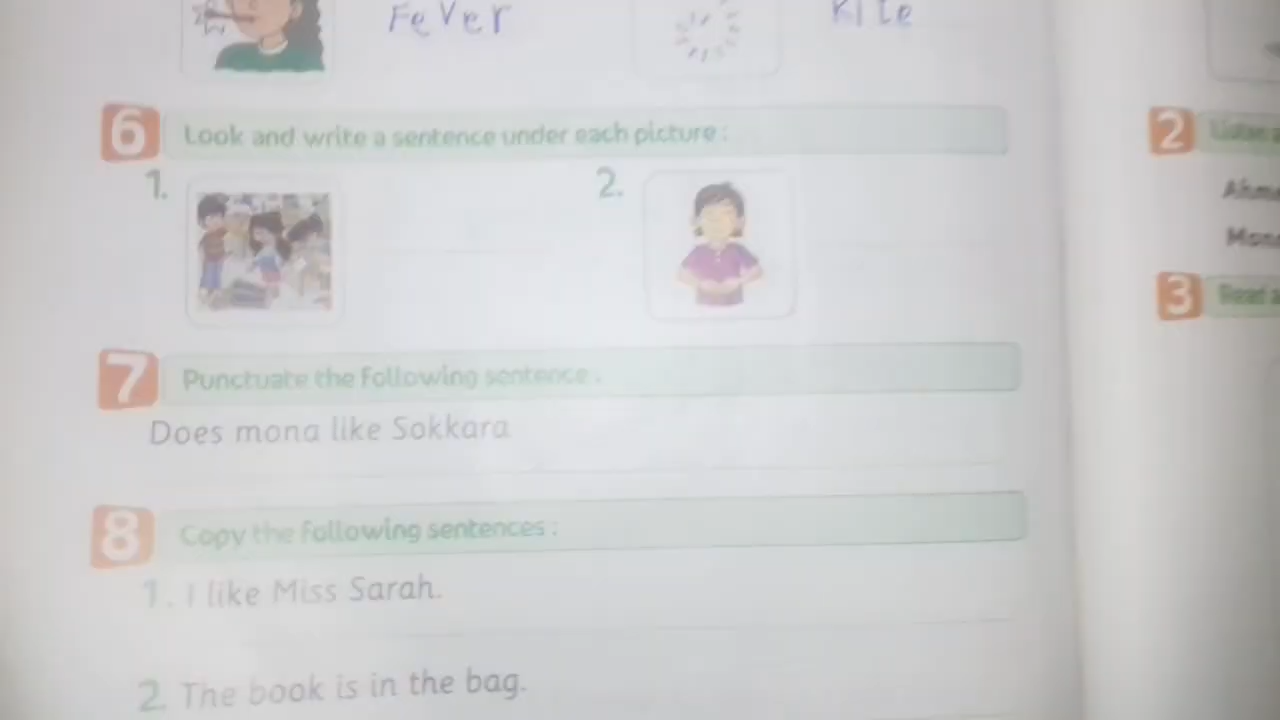 Fever
Kite
6 Look and write a sentence under each picture :
1. 2.
7 Punctuate the following sentence :
Does mona like Sokkara
8 Copy the following sentences :
1. I like Miss Sarah.
2. The book is in the bag.
2 Listen
3 Read